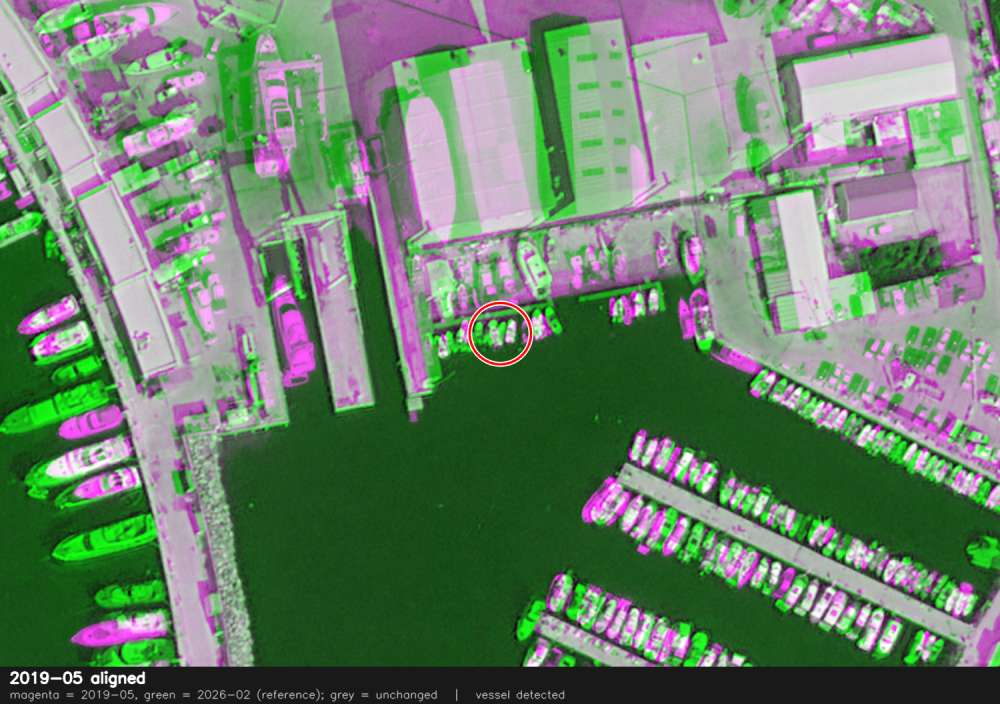 2019-05 aligned
magenta = 2019-05, green = 2026-02 (reference); grey = unchanged | vessel detected